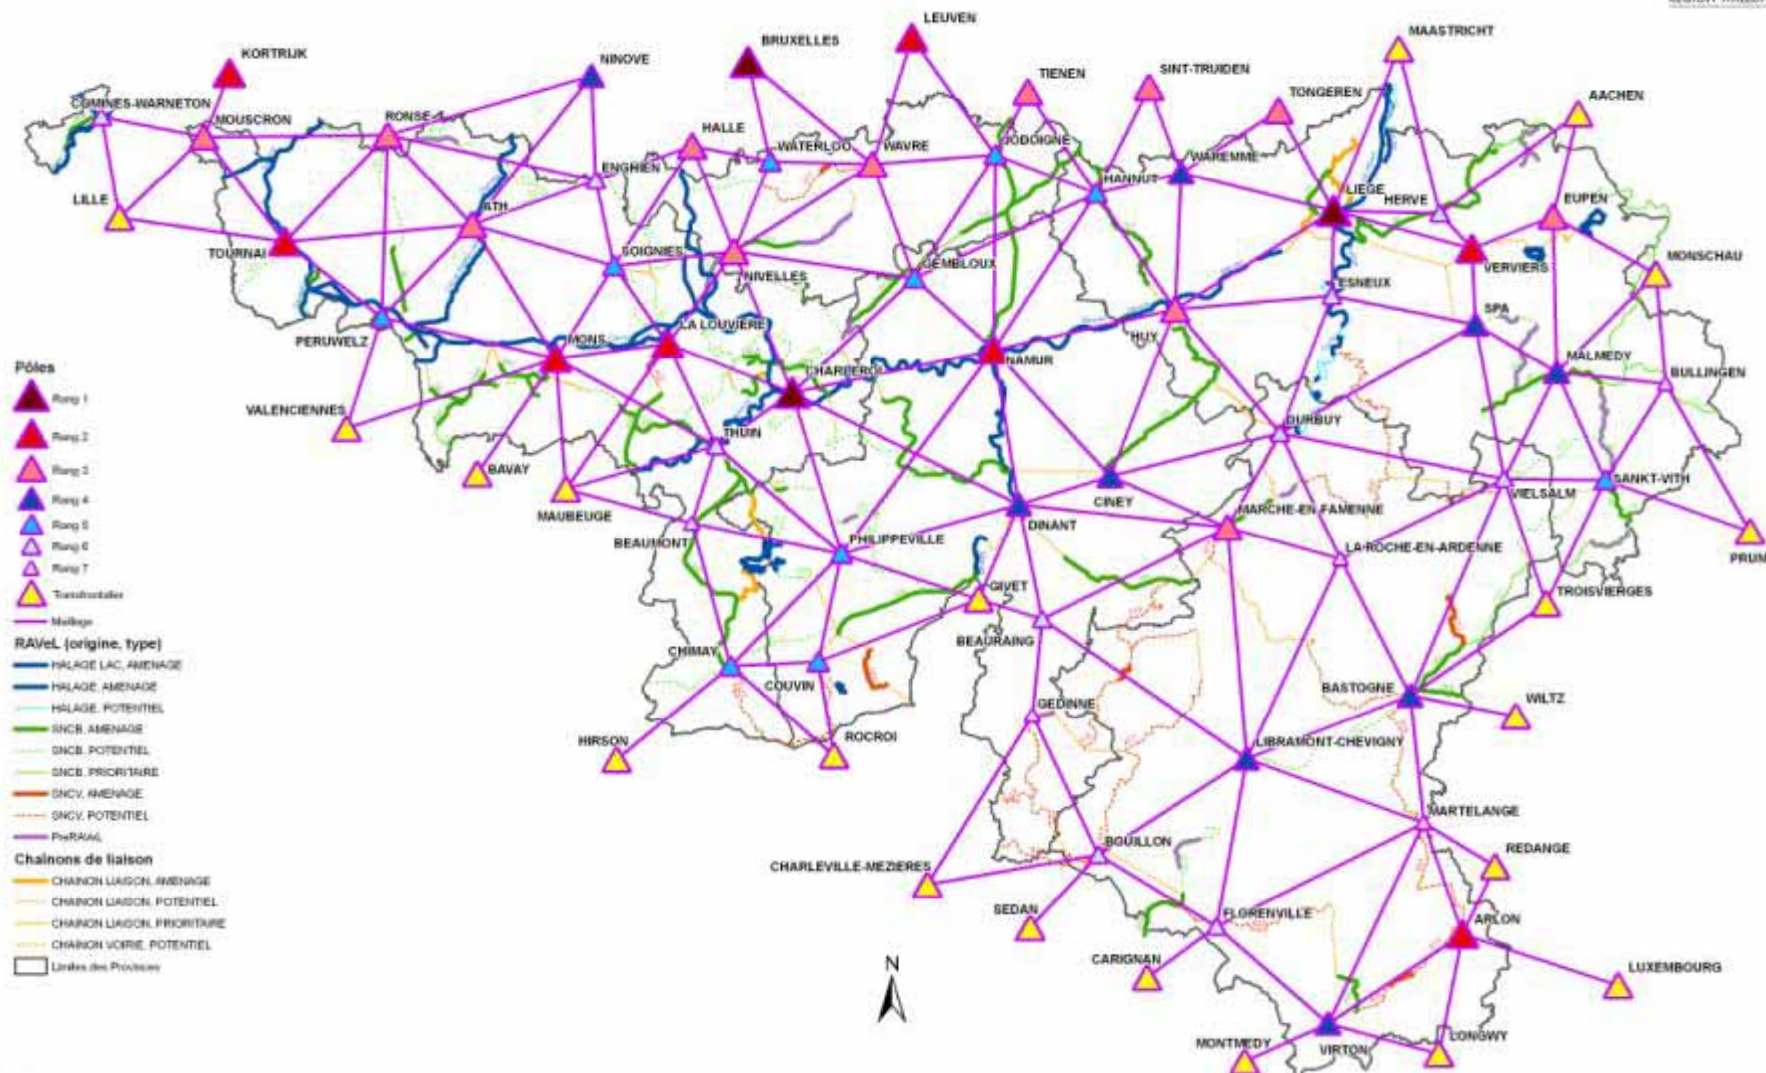 LEUVEN
KORTRIJK
BRUXELLES
NINOVE
MAASTRICHT
TIENEN
SINT-TRUIDEN
TONGEREN
AACHEN
COMINES-WARNETON
MOUSCRON
RONSE
HALLE
WATERLOO
WAVRE
JODOIGNE
WAREMME
ENGHIEN
HANNUT
LIEGE
HERVE
EUPEN
LILLE
ATH
TOURNAI
SOIGNIES
NIVELLES
GEMBLOUX
VERVIERS
MONSCHAU
ESNEUX
SPA
PERUWELZ
MONS
LA LOUVIERE
HUY
NAMUR
CHARLEROI
MALMEDY
BULLINGEN
Pôles
Rang 1
Rang 2
Rang 3
Rang 4
Rang 5
Rang 6
Rang 7
Transfrontalier
Maillage
RAVeL (origine, type)
HALAGE LAC, AMENAGE
HALAGE, AMENAGE
HALAGE, POTENTIEL
SNCB, AMENAGE
SNCB, POTENTIEL
SNCB, PRIORITAIRE
SNCV, AMENAGE
SNCV, POTENTIEL
PreRAVeL
Chaînons de liaison
CHAINON LIAISON, AMENAGE
CHAINON LIAISON, POTENTIEL
CHAINON LIAISON, PRIORITAIRE
CHAINON VOIRIE, POTENTIEL
Limites des Provinces
VALENCIENNES
DURBUY
THUIN
BAVAY
CINEY
VIELSALM
SANKT-VITH
MAUBEUGE
MARCHE-EN-FAMENNE
DINANT
BEAUMONT
PHILIPPEVILLE
LA-ROCHE-EN-ARDENNE
PRUN
GIVET
TROISVIERGES
BEAURAING
CHIMAY
COUVIN
BASTOGNE
WILTZ
GEDINNE
HIRSON
ROCROI
LIBRAMONT-CHEVIGNY
MARTELANGE
BOUILLON
REDANGE
CHARLEVILLE-MEZIERES
SEDAN
FLORENVILLE
ARLON
CARIGNAN
LUXEMBOURG
N
MONTMEDY
VIRTON
LONGWY